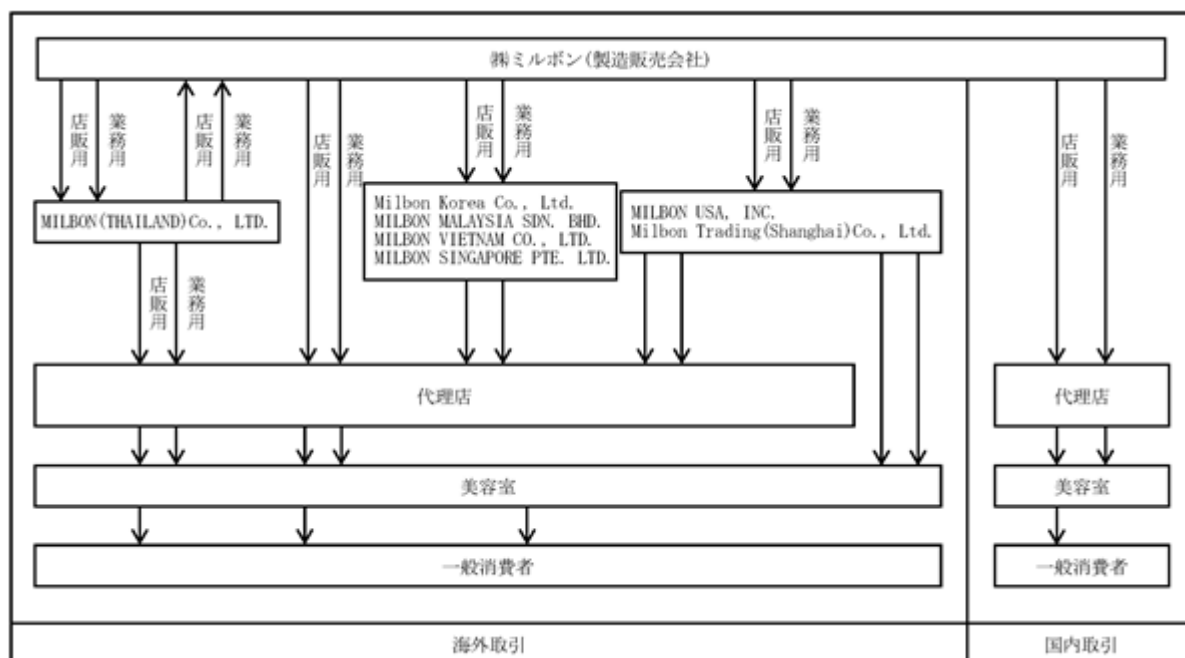 ㈱ミルボン(製造販売会社)
店販用
業務用
店販用
業務用
店販用
業務用
店販用
業務用
店販用
業務用
店販用
業務用
MILBON(THAILAND)Co., LTD.
Milbon Korea Co., Ltd.
MILBON MALAYSIA SDN. BHD.
MILBON VIETNAM CO., LTD.
MILBON SINGAPORE PTE. LTD.
MILBON USA, INC.
Milbon Trading(Shanghai)Co., Ltd.
店販用
業務用
代理店
代理店
美容室
美容室
一般消費者
一般消費者
海外取引
国内取引